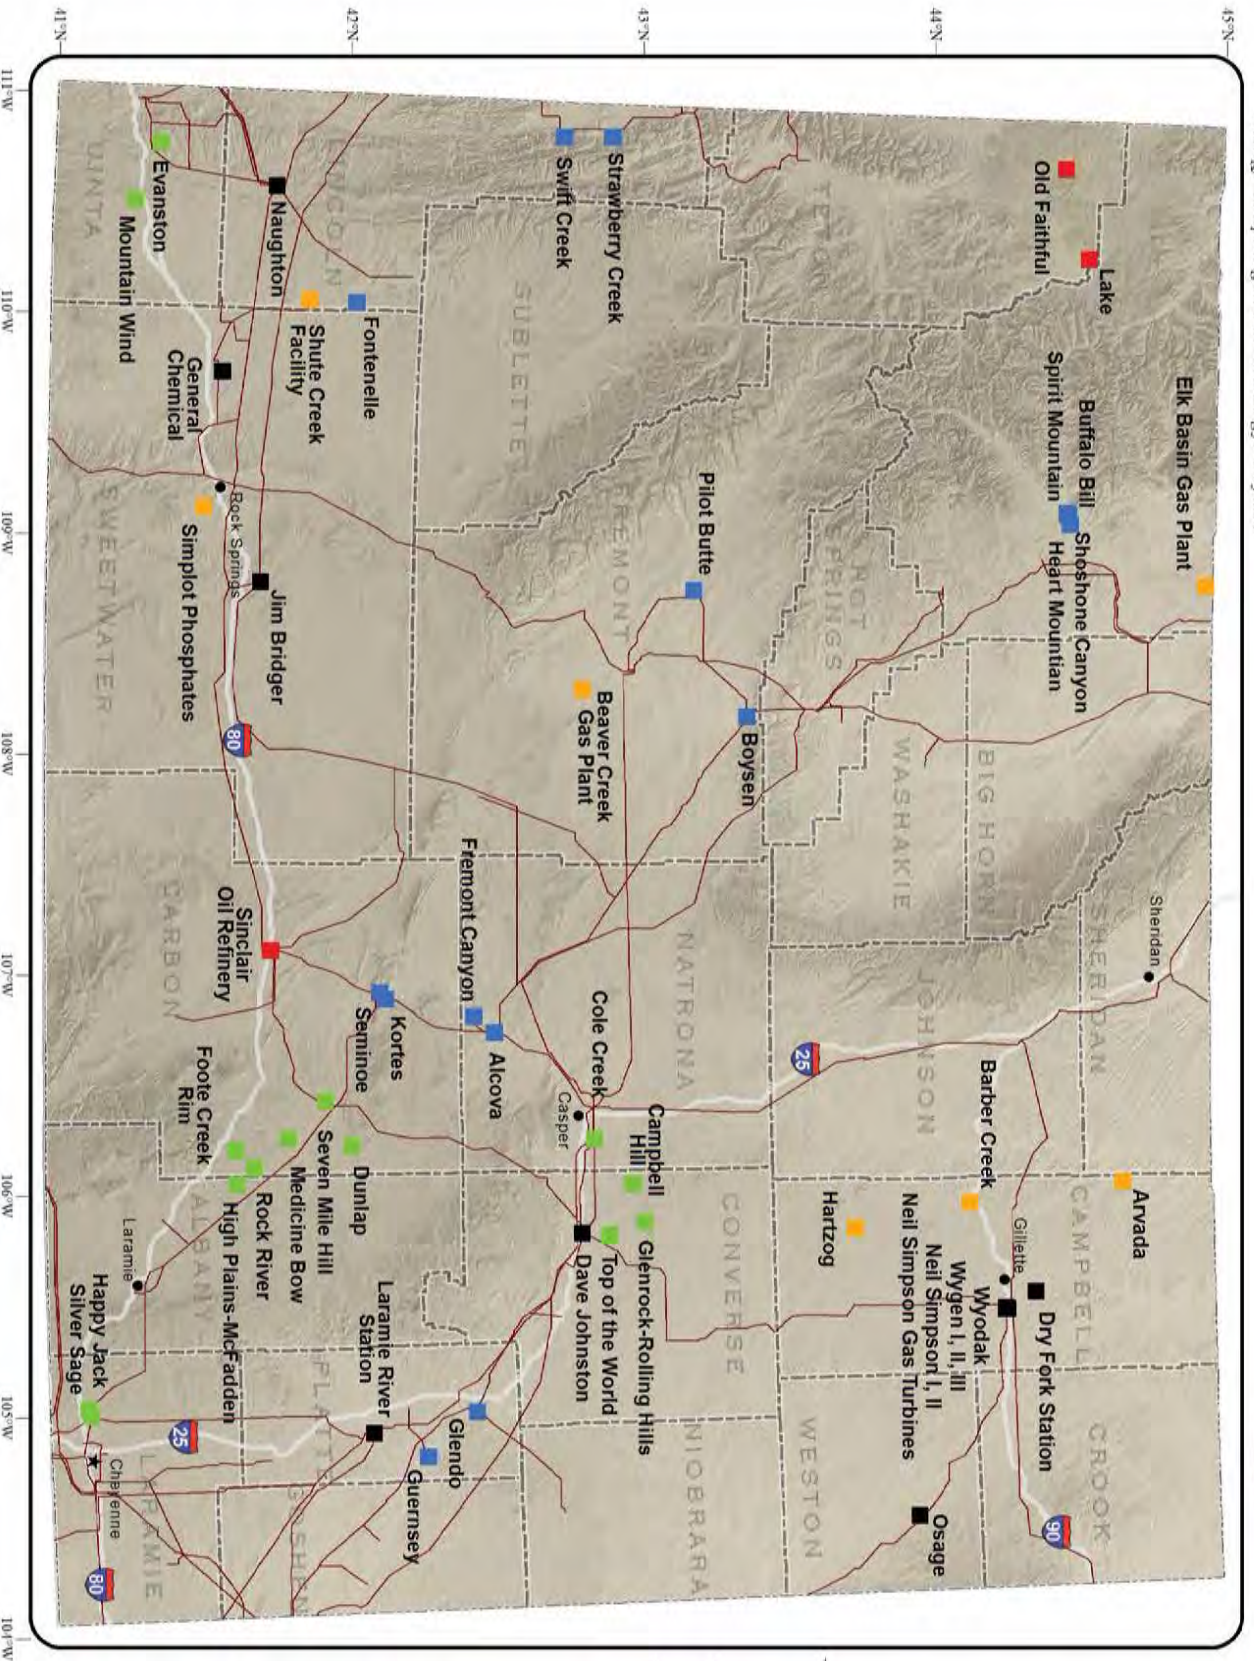 45°N
44°N
43°N
42°N
41°N
111°W
110°W
109°W
108°W
107°W
106°W
105°W
104°W
Elk Basin Gas Plant
Lake
Old Faithful
Buffalo Bill
Spirit Mountain
Shoshone Canyon
Heart Mountian
BIG HORN
SHERIDAN
Sheridan
Arvada
CAMPBELL
CROOK
90
Dry Fork Station
Gillette
Wyodak
Wygen I, II, III
Neil Simpson I, II
Neil Simpson Gas Turbines
Barber Creek
Osage
JOHNSON
WASHAKIE
HOT
SPRINGS
TETON
Hartzog
25
WESTON
Boysen
Pilot Butte
NATRONA
CONVERSE
NIOBRARA
Campbell
Hill
Glenrock-Rolling Hills
Strawberry Creek
Swift Creek
FREMONT
Beaver Creek
Gas Plant
Cole Creek
Top of the World
Dave Johnston
Casper
SUBLETTE
Fremont Canyon
Alcova
Glendo
Guernsey
Fontenelle
Kortes
Seminoe
Laramie River
Station
Dunlap
Seven Mile Hill
Medicine Bow
Shute Creek
Facility
Naughton
PLATTE
GOSHEN
Jim Bridger
Rock Springs
80
Rock River
High Plains-McFadden
Sinclair
Oil Refinery
Foote Creek
Rim
General
Chemical
Simplot Phosphates
CARBON
ALBANY
25
Evanston
Mountain Wind
UINTA
SWEETWATER
Laramie
LARAMIE
Happy Jack
Silver Sage
Cheyenne
80